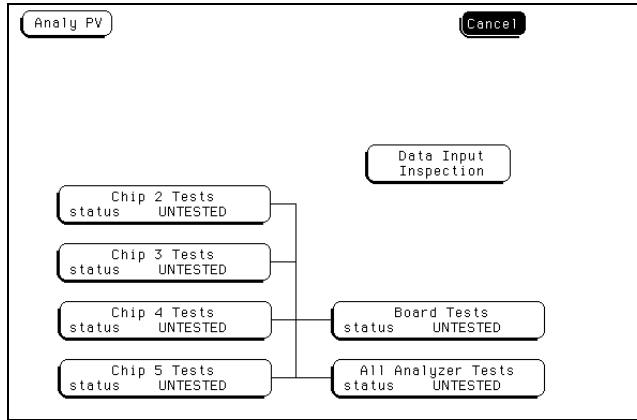 Analy PV
Cancel
Data Input
Inspection
Chip 2 Tests
status UNTESTED
Chip 3 Tests
status UNTESTED
Chip 4 Tests
status UNTESTED
Board Tests
status UNTESTED
Chip 5 Tests
status UNTESTED
All Analyzer Tests
status UNTESTED